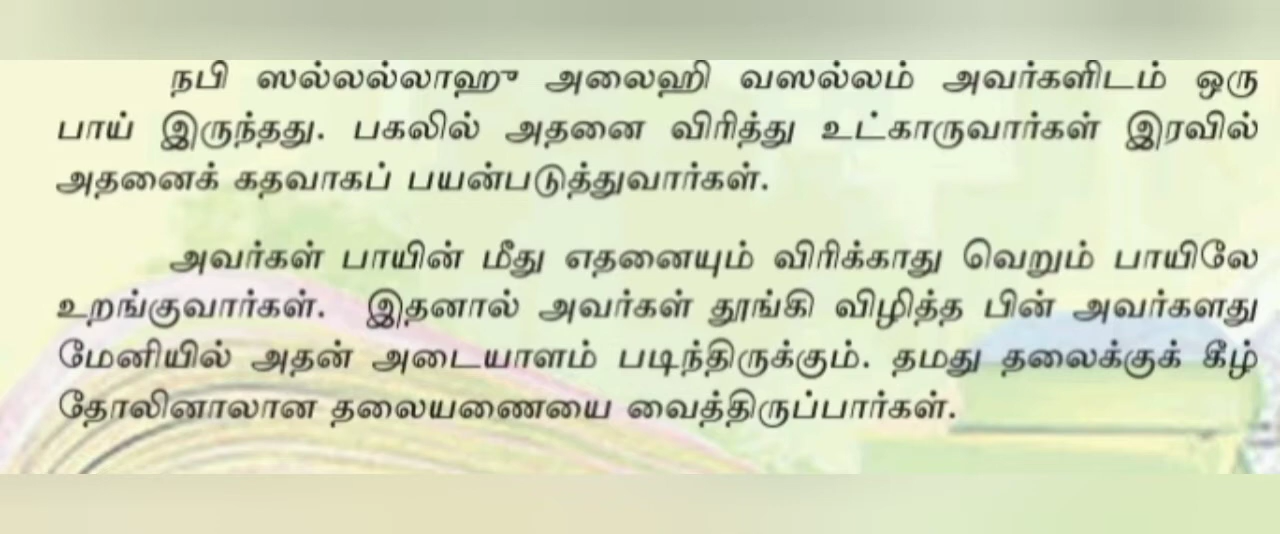 நபி ஸல்லல்லாஹு அலைஹி வஸல்லம் அவர்களிடம் ஒரு
பாய் இருந்தது. பகலில் அதனை விரித்து உட்காருவார்கள் இரவில்
அதனைக் கதவாகப் பயன்படுத்துவார்கள்.
அவர்கள் பாயின் மீது எதனையும் விரிக்காது வெறும் பாயிலே
உறங்குவார்கள். இதனால் அவர்கள் தூங்கி விழித்த பின் அவர்களது
மேனியில் அதன் அடையாளம் படிந்திருக்கும். தமது தலைக்குக் கீழ்
தோலினாலான தலையணையை வைத்திருப்பார்கள்.